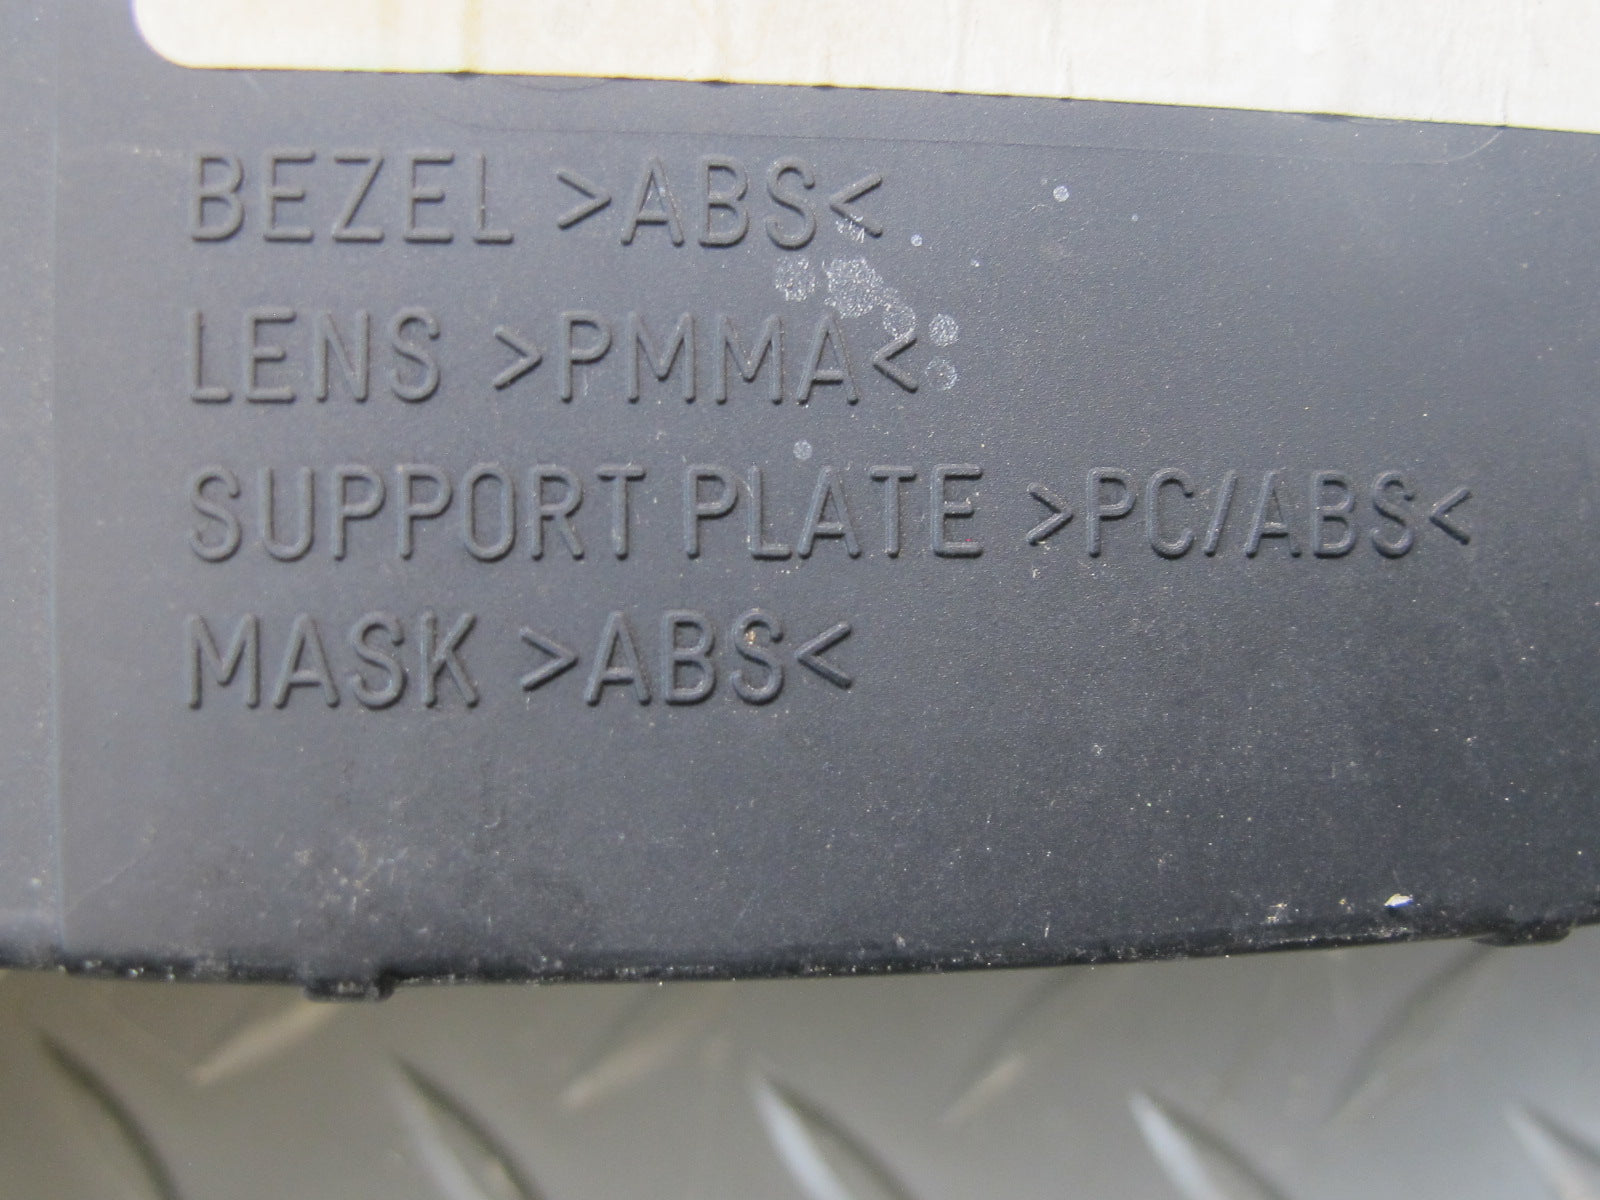 BEZEL >ABS<
LENS >PMMA<
SUPPORT PLATE >PC/ABS<
MASK >ABS<